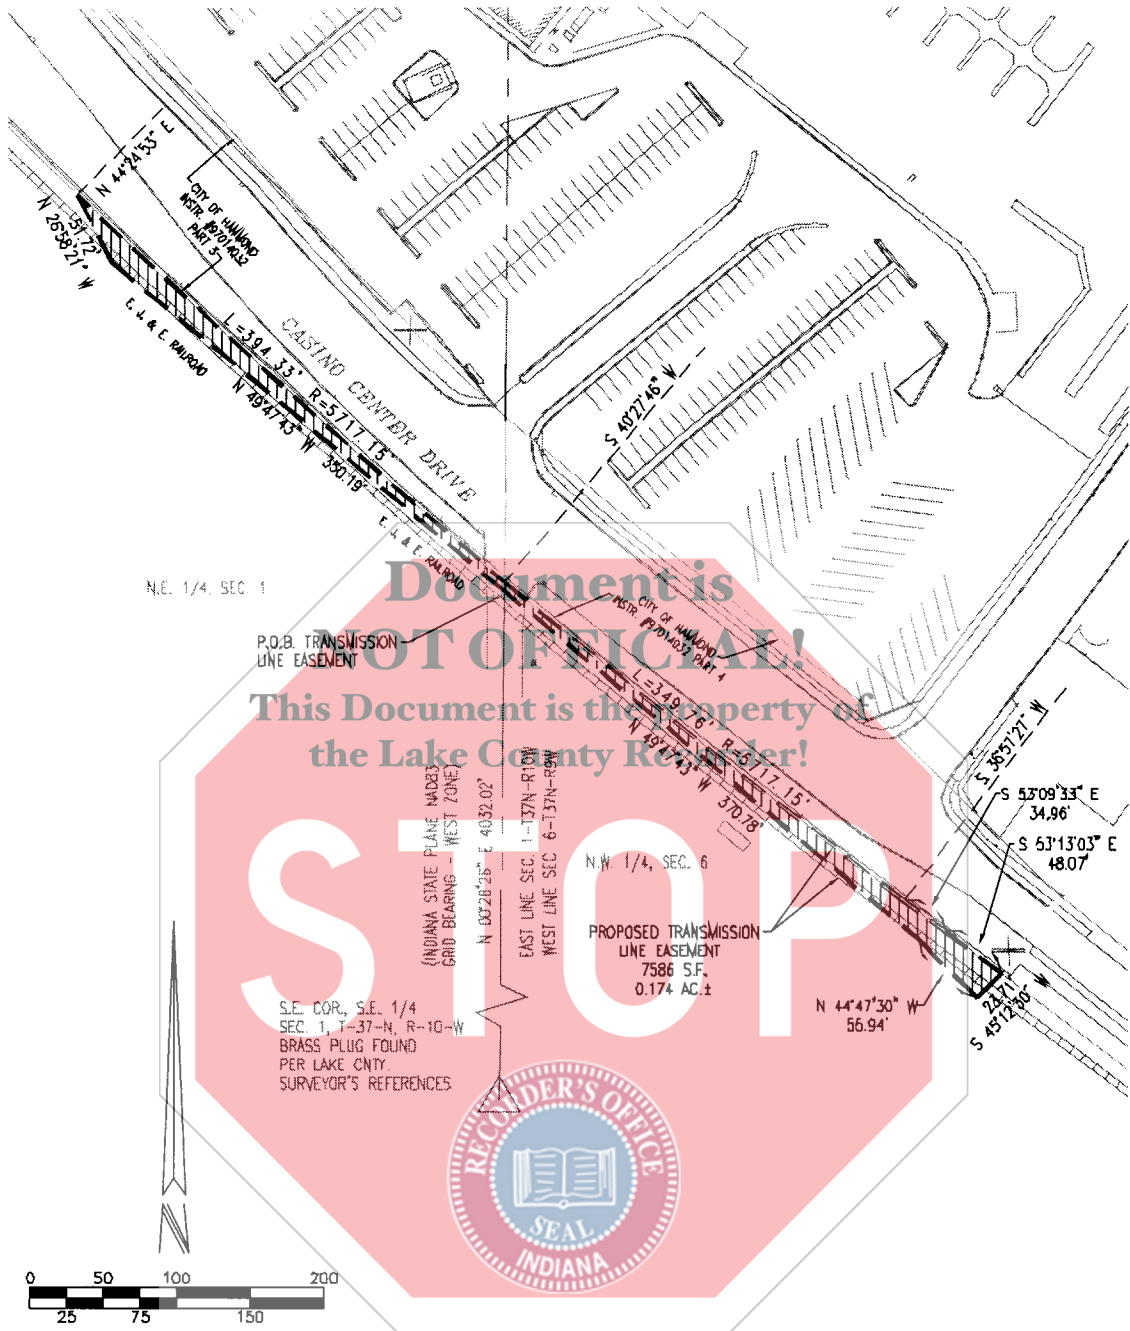 N 44°24'53" E
CITY OF HAMMOND
INSTR. #97014032
PART 3
51.72'
N 26°58'21" W
E. J. & E. RAILROAD
L=394.33' R=5717.15'
N 49°47'43" W 380.19'
CASINO CENTER DRIVE
S 40°27'46" W
E. J. & E. RAILROAD
N.E. 1/4, SEC. 1
Document is
NOT OFFICIAL!
This Document is the property of
the Lake County Recorder!
P.O.B. TRANSMISSION
LINE EASEMENT
CITY OF HAMMOND
INSTR. #97014032 PART 4
L=349.76' R=5717.15'
N 49°47'43" W 370.78'
S 36°51'27" W
S 53°09'33" E
34.96'
S 53°13'03" E
48.07'
(INDIANA STATE PLANE NAD83
GRID BEARING - WEST ZONE)
N 00°28'26" E 4032.02'
EAST LINE SEC. 1-T37N-R10W
WEST LINE SEC 6-T37N-R9W
N.W. 1/4, SEC. 6
STOP
PROPOSED TRANSMISSION
LINE EASEMENT
7586 S.F.
0.174 AC.±
N 44°47'30" W
56.94'
23.71'
S 45°12'30" W
S.E. COR., S.E. 1/4
SEC. 1, T-37-N, R-10-W
BRASS PLUG FOUND
PER LAKE CNTY.
SURVEYOR'S REFERENCES
RECORDER'S OFFICE
SEAL
INDIANA
N
0 50 100 200
25 75 150